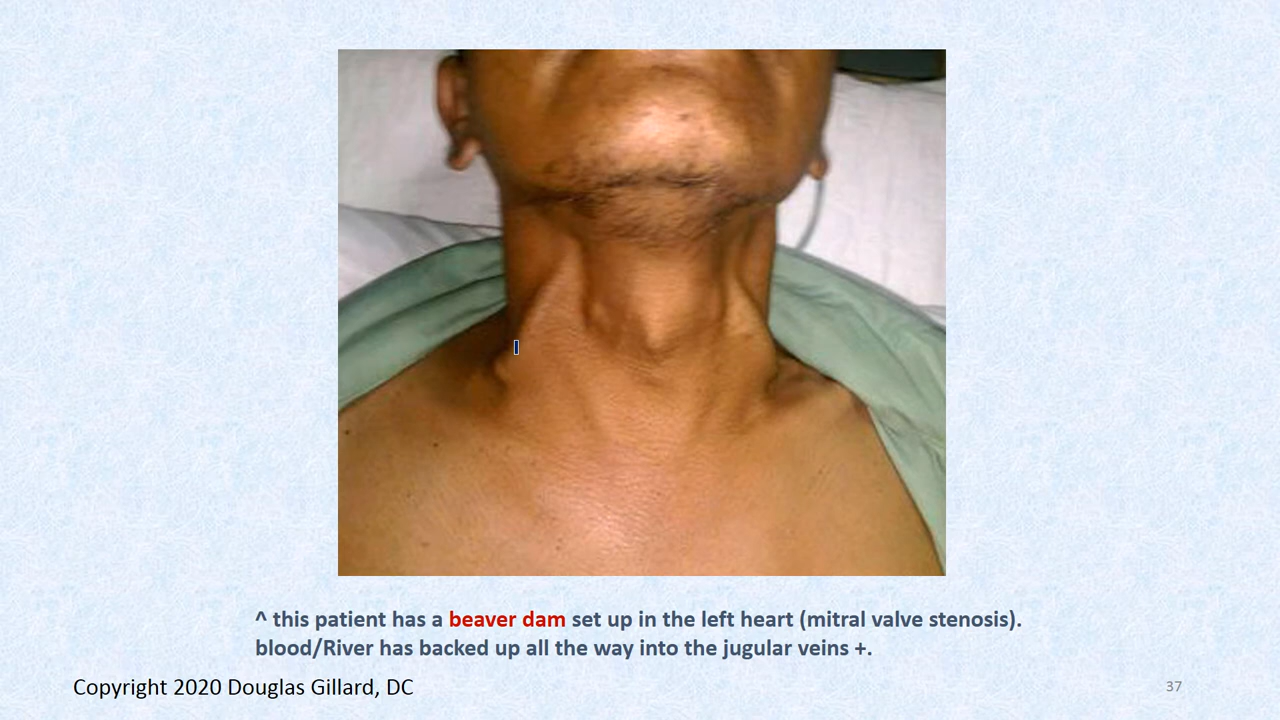 ^ this patient has a beaver dam set up in the left heart (mitral valve stenosis).
blood/River has backed up all the way into the jugular veins +.
Copyright 2020 Douglas Gillard, DC
37